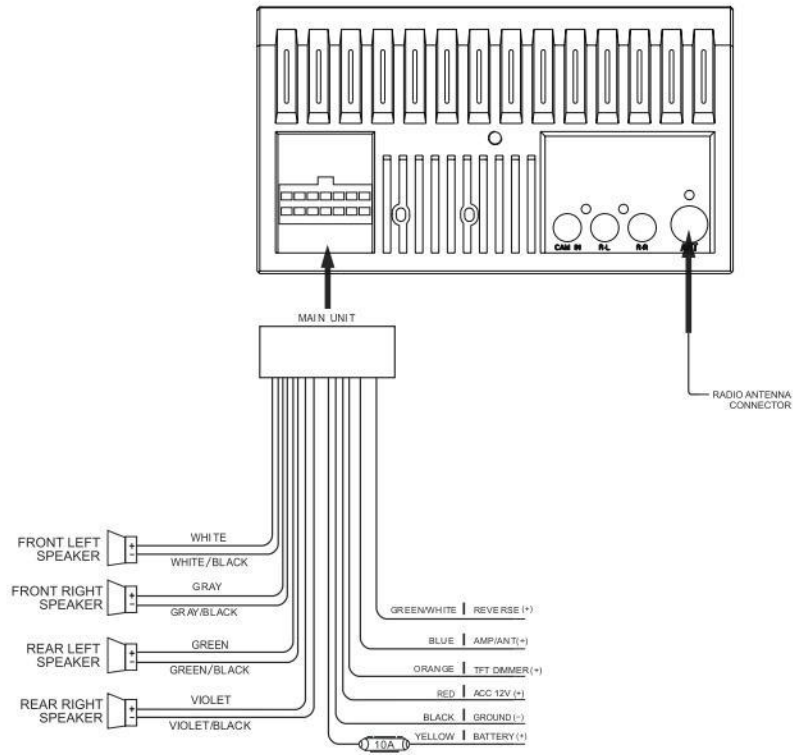 CAM IN R-L R-R ANT
MAIN UNIT
RADIO ANTENNA
CONNECTOR
FRONT LEFT
SPEAKER
+
-
WHITE
WHITE/BLACK
FRONT RIGHT
SPEAKER
+
-
GRAY
GRAY/BLACK
REAR LEFT
SPEAKER
+
-
GREEN
GREEN/BLACK
REAR RIGHT
SPEAKER
+
-
VIOLET
VIOLET/BLACK
GREEN/WHITE | REVERSE (+)
BLUE | AMP/ANT(+)
ORANGE | TFT DIMMER(+)
RED | ACC 12V (+)
BLACK | GROUND(-)
10A YELLOW | BATTERY(+)